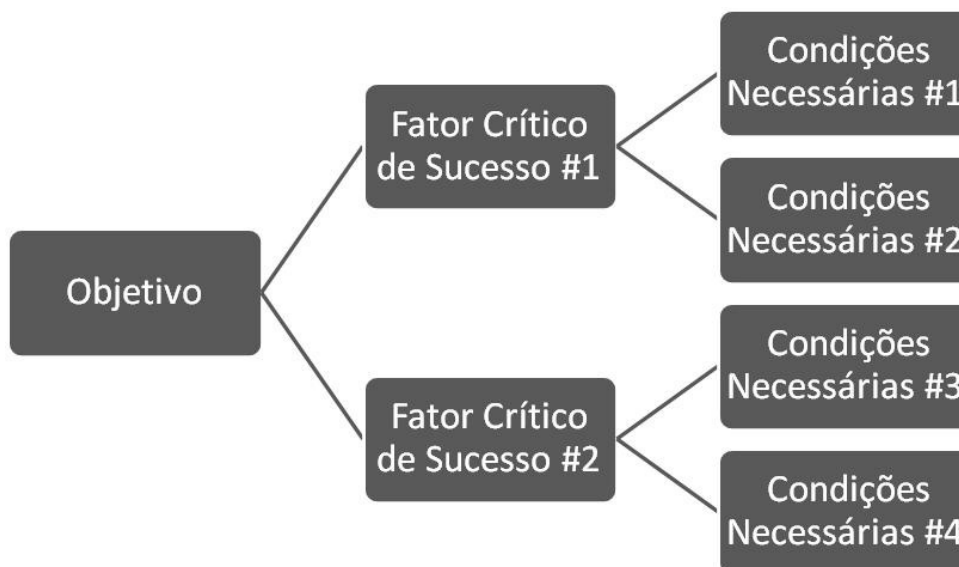 Objetivo
Fator Crítico
de Sucesso #1
Fator Crítico
de Sucesso #2
Condições
Necessárias #1
Condições
Necessárias #2
Condições
Necessárias #3
Condições
Necessárias #4